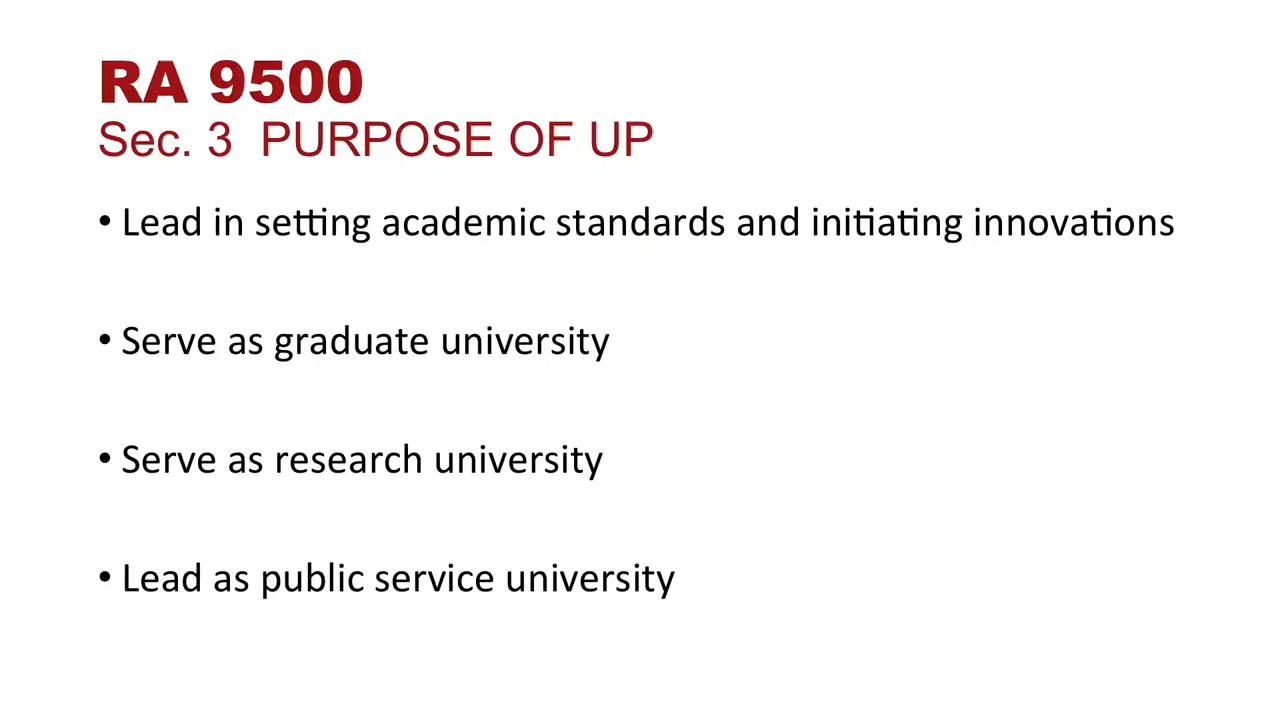 RA 9500
Sec. 3 PURPOSE OF UP
• Lead in setting academic standards and initiating innovations
• Serve as graduate university
• Serve as research university
• Lead as public service university